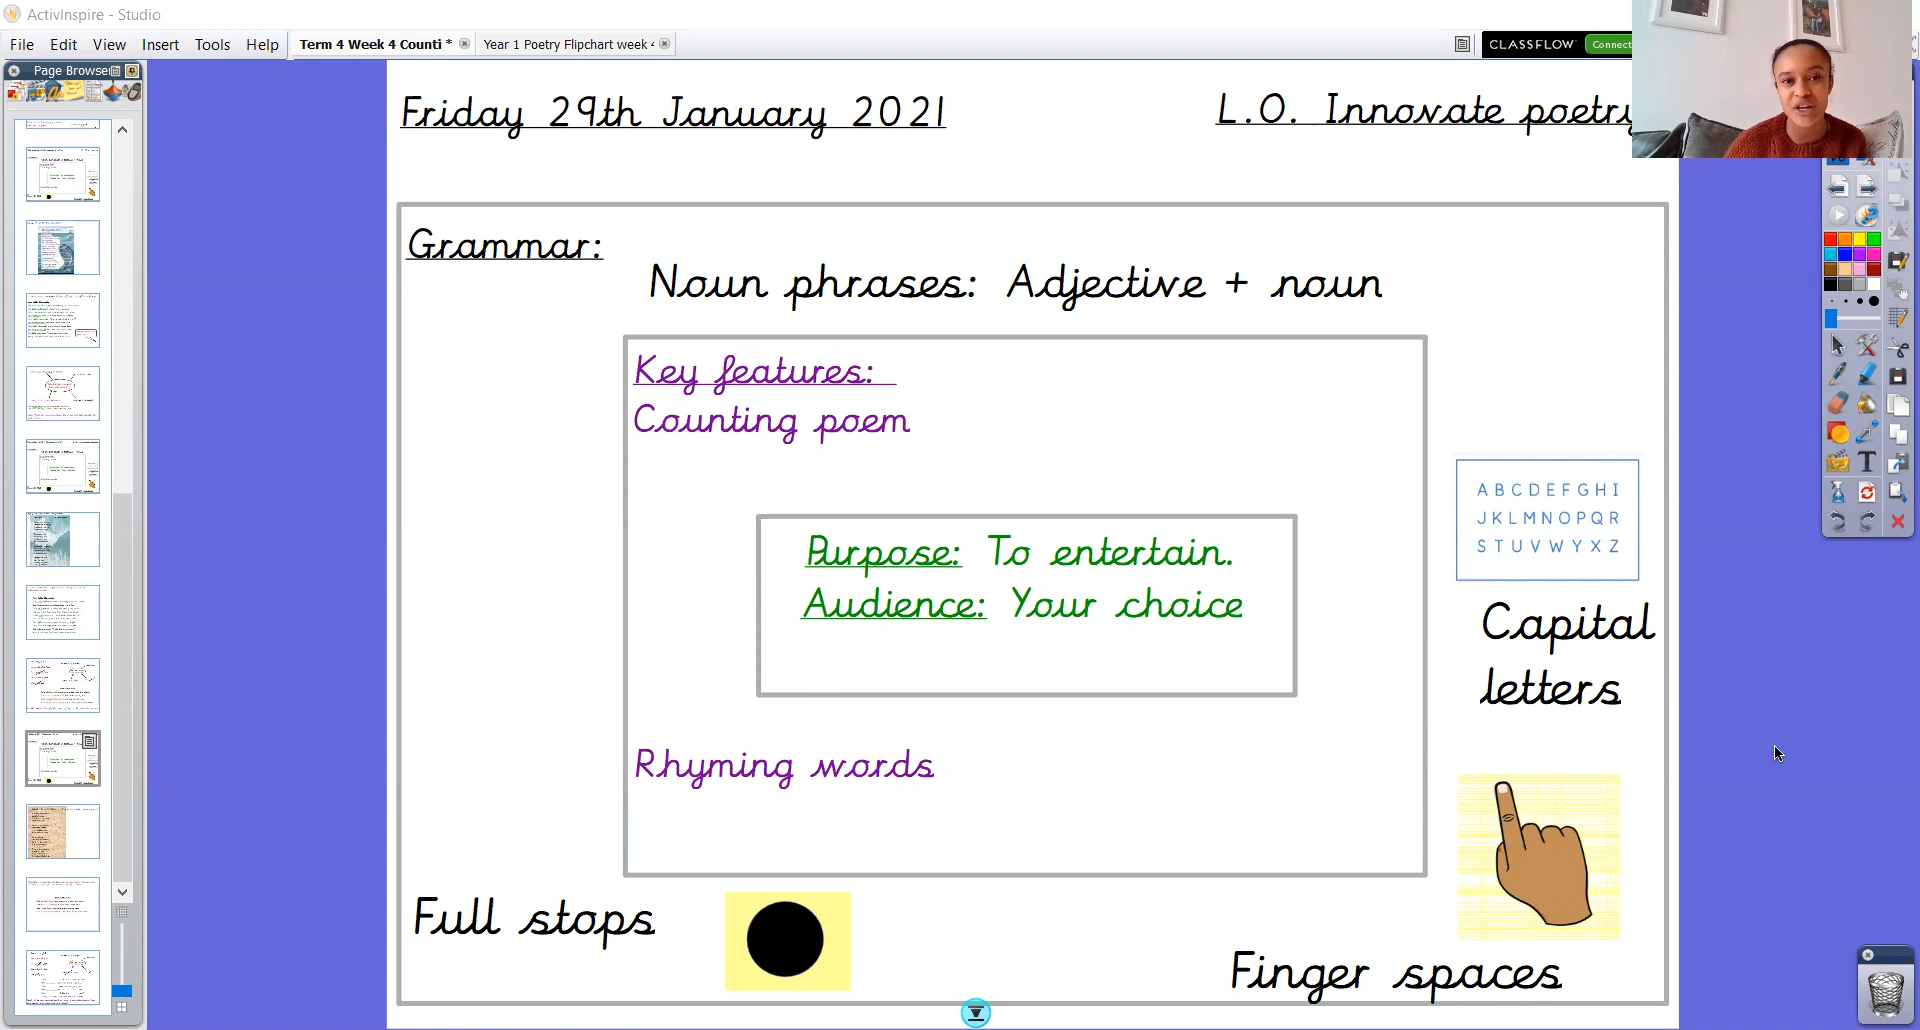 ActivInspire - Studio
File Edit View Insert Tools Help
Term 4 Week 4 Counti *
Year 1 Poetry Flipchart week
CLASSFLOW
Connect
Page Browser
Friday 29th January 2021
L.O. Innovate poetry
Grammar:
Noun phrases: Adjective + noun
Key features:
Counting poem
Purpose: To entertain.
Audience: Your choice
Rhyming words
A B C D E F G H I
J K L M N O P Q R
S T U V W Y X Z
Capital
letters
Full stops
Finger spaces